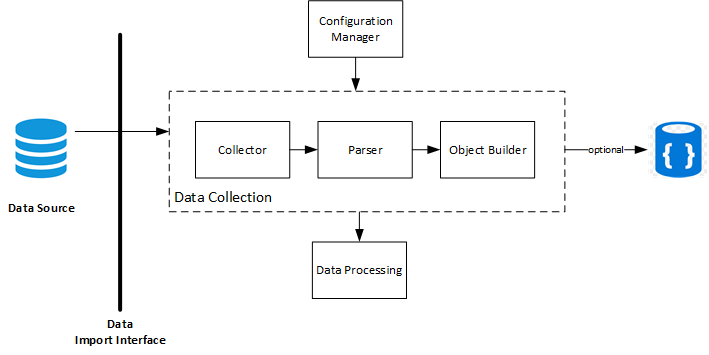 Configuration
Manager
Collector
Parser
Object Builder
optional
{ }
Data Collection
Data Source
Data Processing
Data
Import Interface